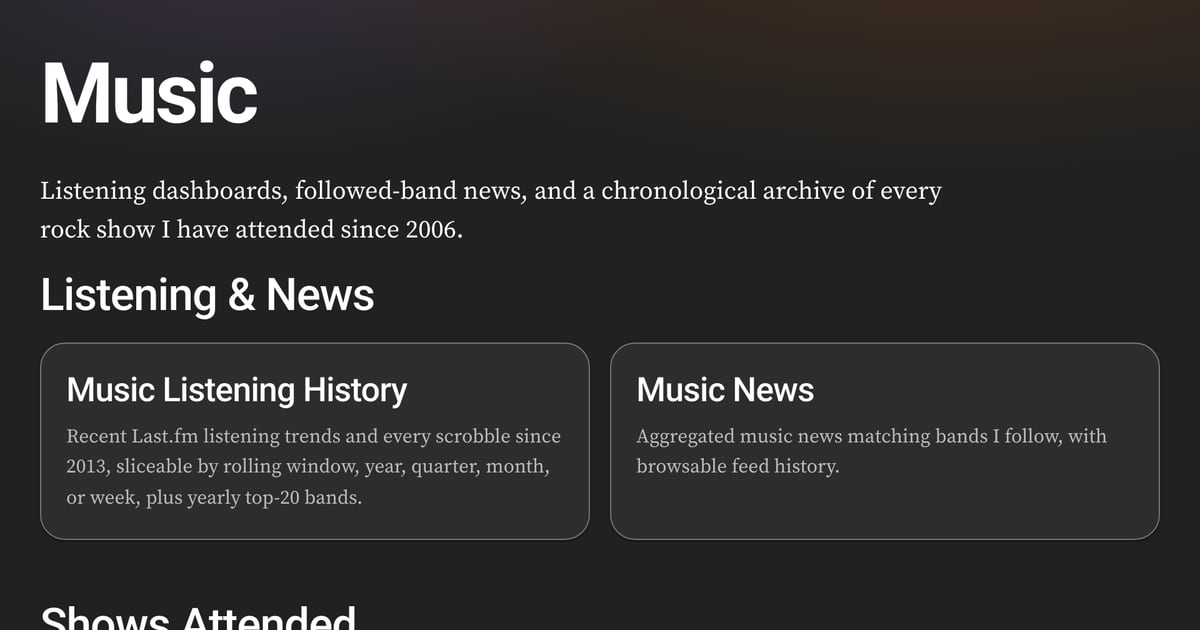 Music
Listening dashboards, followed-band news, and a chronological archive of every
rock show I have attended since 2006.
Listening & News
Music Listening History
Recent Last.fm listening trends and every scrobble since
2013, sliceable by rolling window, year, quarter, month,
or week, plus yearly top-20 bands.
Music News
Aggregated music news matching bands I follow, with
browsable feed history.
Shows Attended